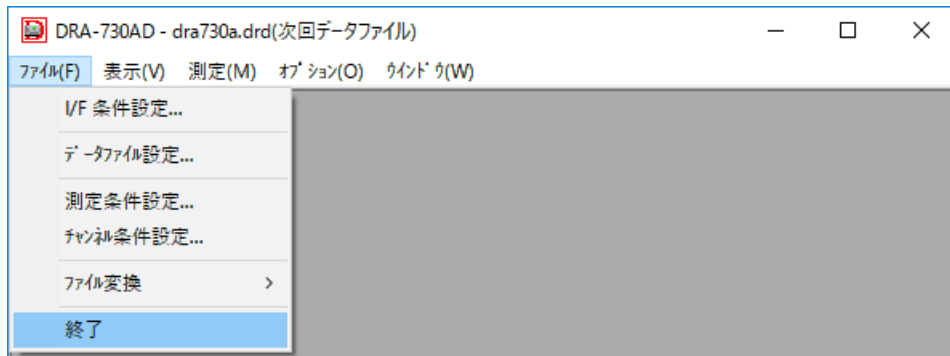 DRA-730AD - dra730a.drd(次回データファイル)
ﾌｧｲﾙ(F) 表示(V) 測定(M) ｵﾌﾟｼｮﾝ(O) ｳｲﾝﾄﾞｳ(W)
I/F 条件設定...
ﾃﾞｰﾀﾌｧｲﾙ設定...
測定条件設定...
ﾁｬﾝﾈﾙ条件設定...
ﾌｧｲﾙ変換
終了